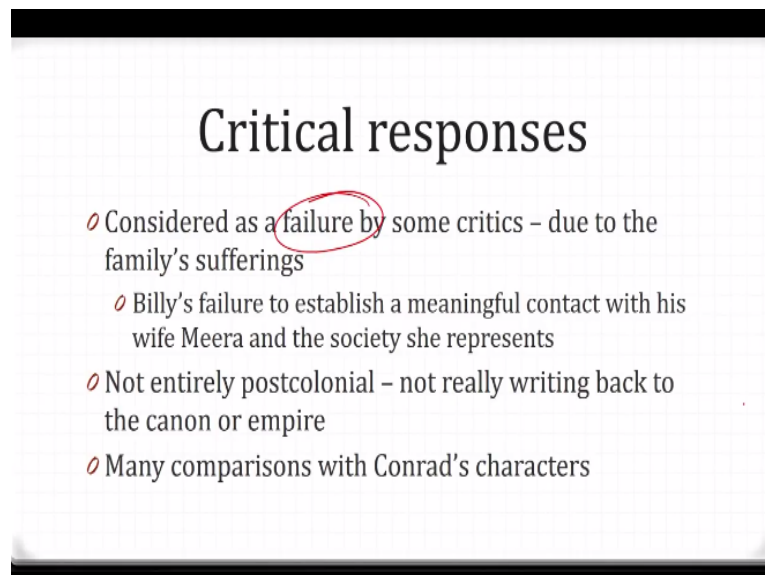 Critical responses
Considered as a failure by some critics – due to the
family's sufferings
Billy's failure to establish a meaningful contact with his
wife Meera and the society she represents
Not entirely postcolonial – not really writing back to
the canon or empire
Many comparisons with Conrad's characters